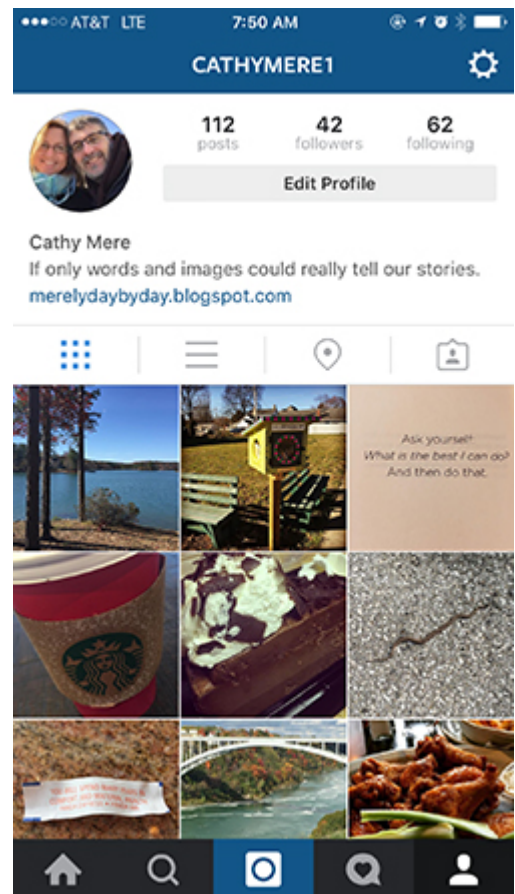 AT&T LTE 7:50 AM
CATHYMERE1
112 42 62
posts followers following
Edit Profile
Cathy Mere
If only words and images could really tell our stories.
merelydaybyday.blogspot.com
Ask yourself:
What is the best I can do?
And then do that.